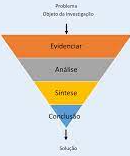 Problema
Objeto da Investigação
Evidenciar
Análise
Síntese
Conclusão
Solução